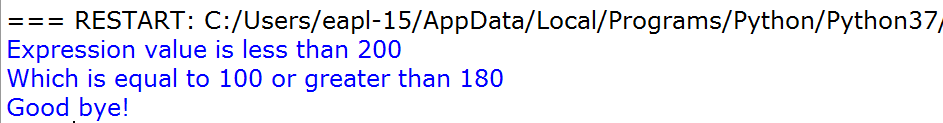 === RESTART: C:/Users/eapl-15/AppData/Local/Programs/Python/Python37/
Expression value is less than 200
Which is equal to 100 or greater than 180
Good bye!